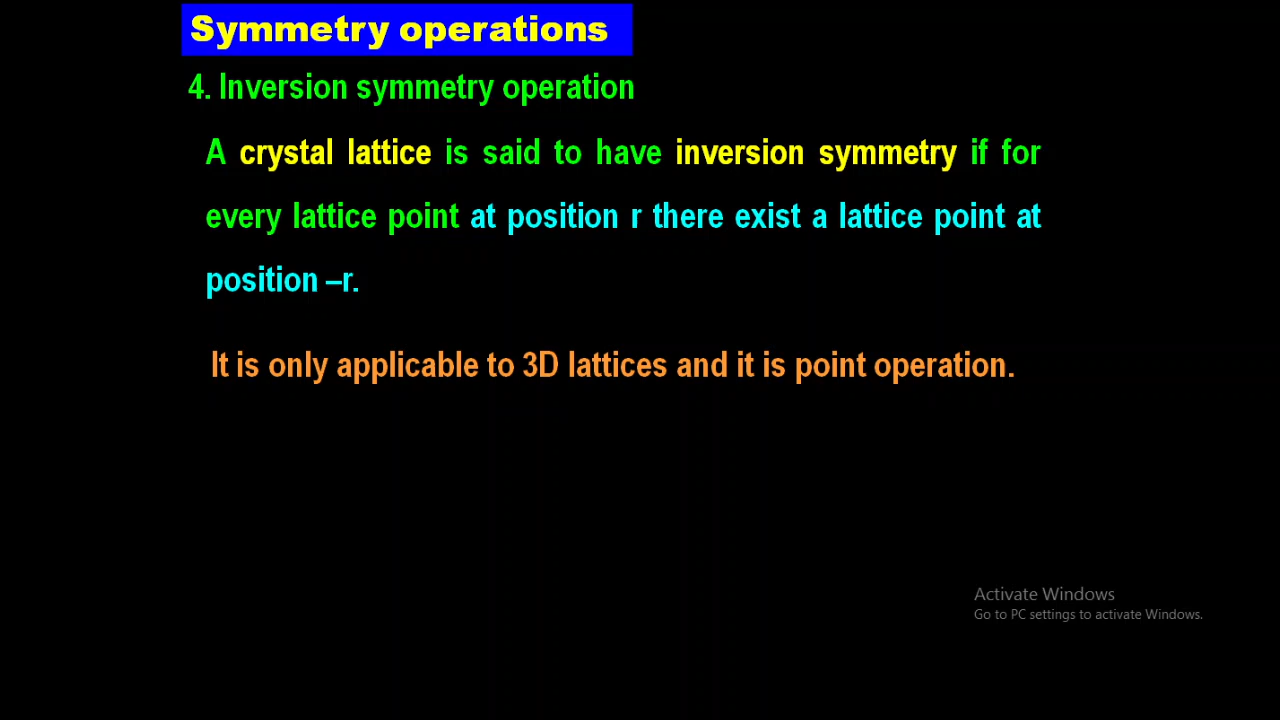 Symmetry operations
4. Inversion symmetry operation
A crystal lattice is said to have inversion symmetry if for
every lattice point at position r there exist a lattice point at
position –r.
It is only applicable to 3D lattices and it is point operation.
Activate Windows
Go to PC settings to activate Windows.